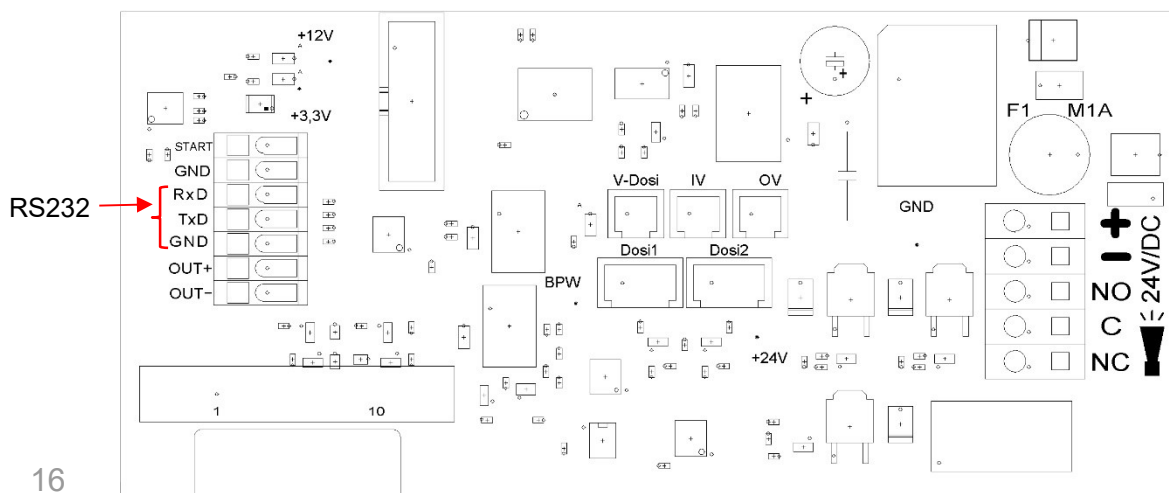 +12V
A
A
+3,3V
START
GND
RxD
TxD
GND
OUT+
OUT−
RS232
1 10
BPW
A
V-Dosi IV OV
Dosi1 Dosi2
+24V
+
+
F1 M1A
GND
+
−
NO
C
NC
24V/DC
16